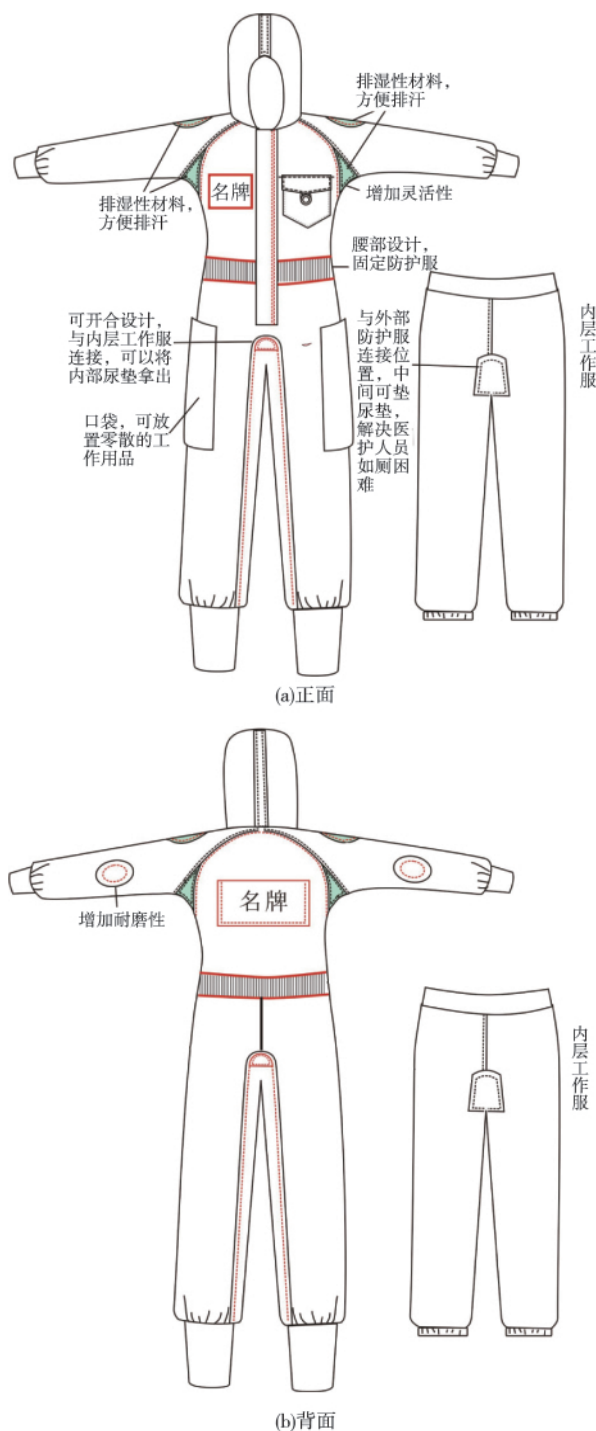 排湿性材料，
方便排汗
名牌
排湿性材料，
方便排汗
增加灵活性
腰部设计，
固定防护服
可开合设计，
与内层工作服
连接，可以将
内部尿垫拿出
口袋，可放
置零散的工
作用品
与外部
防护服
连接位
置，中
间可垫
尿垫，
解决医
护人员
如厕困
难
内层工作服
(a)正面
名牌
增加耐磨性
内层工作服
(b)背面